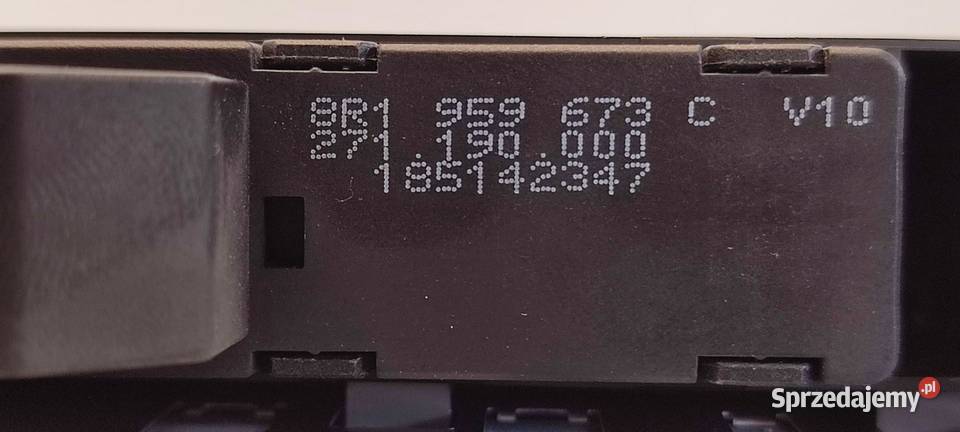 8R1 959 673 C V10
271.190.000
185142347
Sprzedajemy.pl